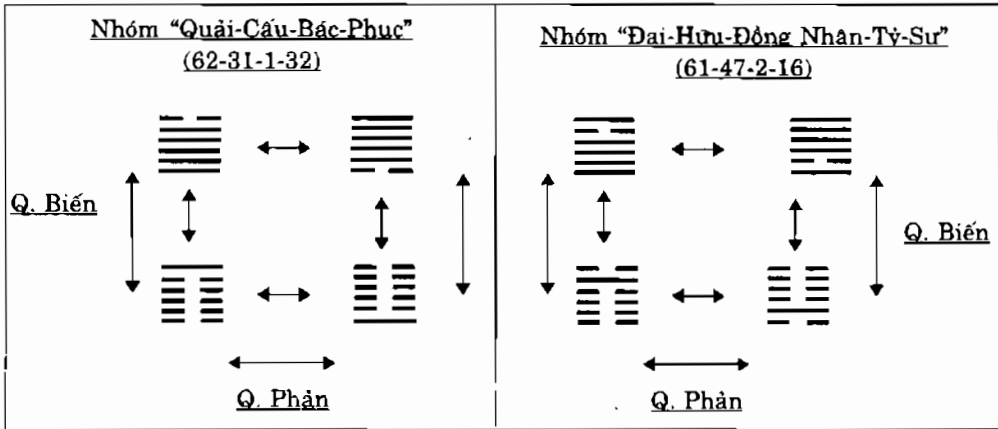 Nhóm “Quải-Cấu-Bác-Phục”
(62-31-1-32)
Q. Biến
Q. Phản
Nhóm “Đại-Hữu-Đồng Nhân-Tỷ-Sư”
(61-47-2-16)
Q. Biến
Q. Phản